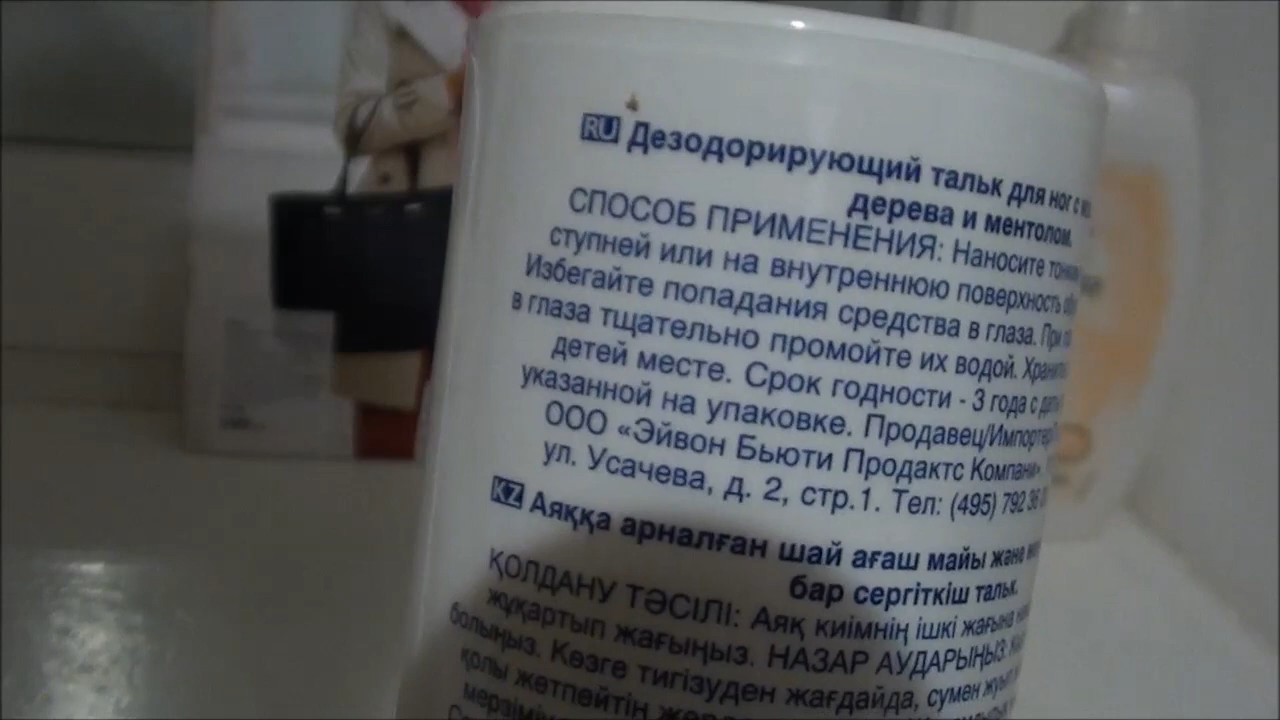 RU Дезодорирующий тальк для ног с
дерева и ментолом.
СПОСОБ ПРИМЕНЕНИЯ: Наносите
ступней или на внутреннюю поверхность
Избегайте попадания средства в глаза. При
в глаза тщательно промойте их водой.
детей месте. Срок годности - 3 года с
указанной на упаковке. Продавец/Импортер
ООО «Эйвон Бьюти Продактс Компани»
ул. Усачева, д. 2, стр.1. Тел: (495) 792 36
KZ Аяққа арналған шай ағаш майы және
бар сергіткіш тальк.
ҚОЛДАНУ ТӘСІЛІ: Аяқ киімнің ішкі жағына
жұқартып жағыңыз. НАЗАР АУДАРЫҢЫЗ:
болыңыз. Көзге тигізуден жағдайда, сумен
қолы жетпейтін